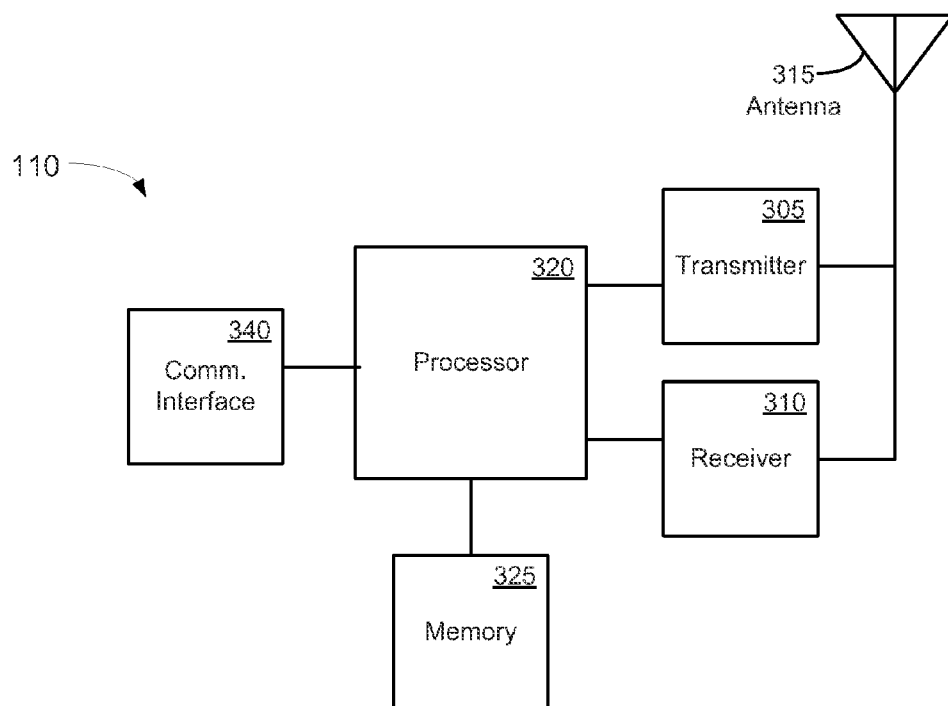 315
Antenna
110
305
Transmitter
320
Processor
340
Comm.
Interface
310
Receiver
325
Memory